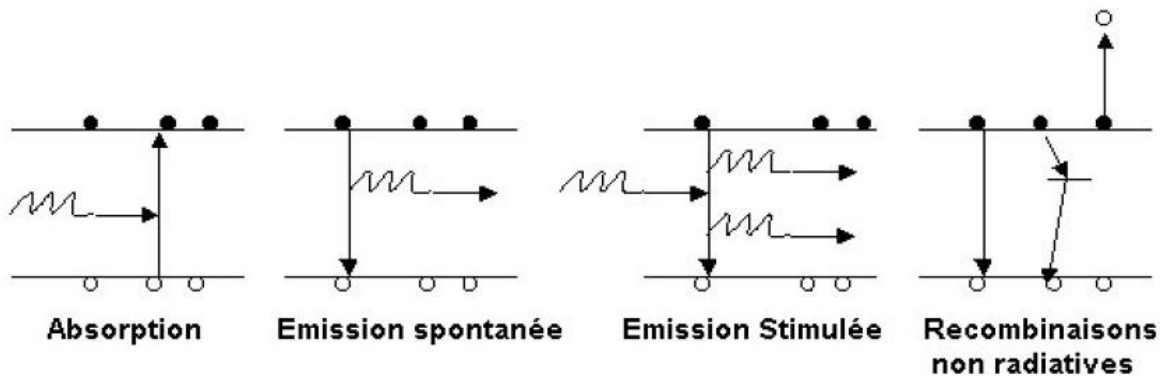 Absorption
Emission spontanée
Emission Stimulée
Recombinaisons
non radiatives